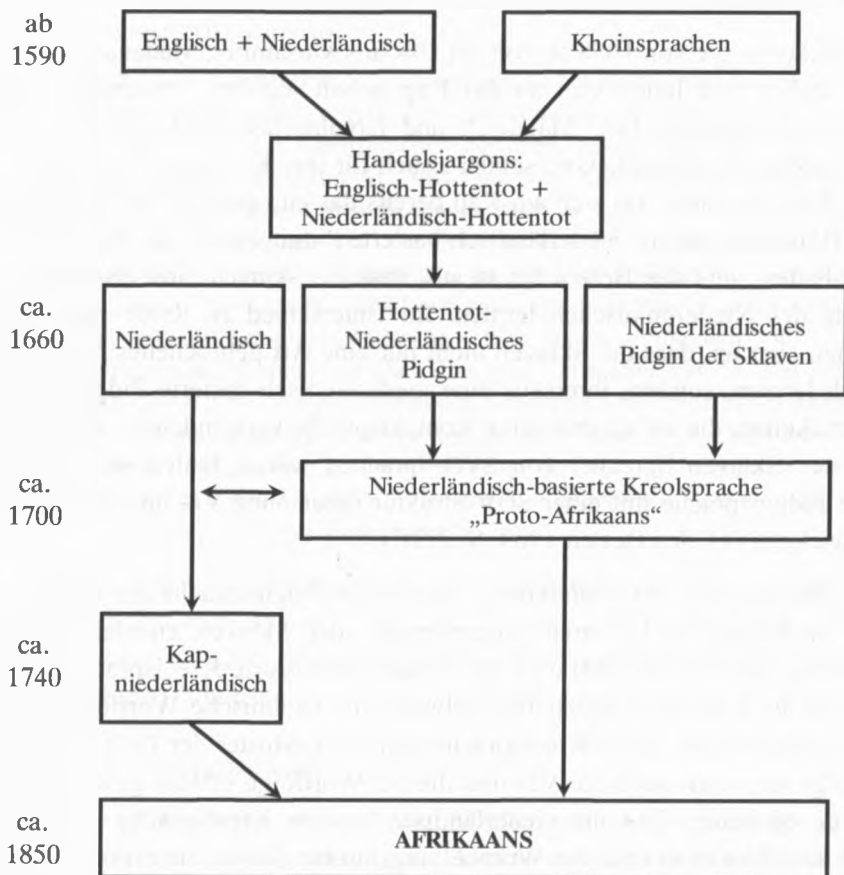 ab
1590
Englisch + Niederländisch
Khoinsprachen
Handelsjargons:
Englisch-Hottentot +
Niederländisch-Hottentot
ca.
1660
Kap-
Niederländisch
Hottentot-
Niederländisches
Pidgin
Niederländisches
Pidgin der Sklaven
ca.
1700
Niederländisch-basierte Kreolsprache
„Proto-Afrikaans“
ca.
1740
Kap-
niederländisch
ca.
1850
AFRIKAANS